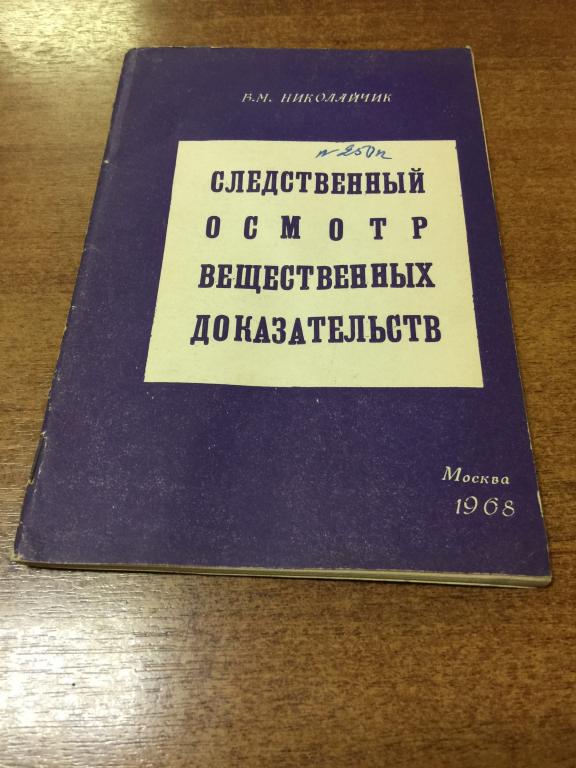 В.М. НИКОЛАЙЧИК
СЛЕДСТВЕННЫЙ
ОСМОТР
ВЕЩЕСТВЕННЫХ
ДОКАЗАТЕЛЬСТВ
Москва
1968